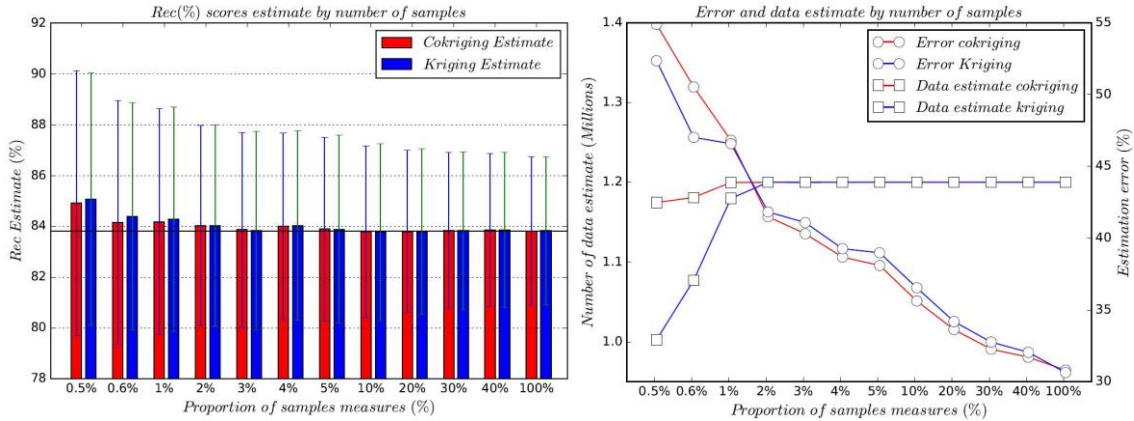 Rec(%) scores estimate by number of samples
92
90
88
86
84
82
80
78
Rec Estimate (%)
Cokriging Estimate
Kriging Estimate
0.5% 0.6% 1% 2% 3% 4% 5% 10% 20% 30% 40% 100%
Proportion of samples measures (%)
Error and data estimate by number of samples
1.4
1.3
1.2
1.1
1.0
Number of data estimate (Millions)
Error cokriging
Error Kriging
Data estimate cokriging
Data estimate kriging
55
50
45
40
35
30
Estimation error (%)
0.5% 0.6% 1% 2% 3% 4% 5% 10% 20% 30% 40% 100%
Proportion of samples measures (%)